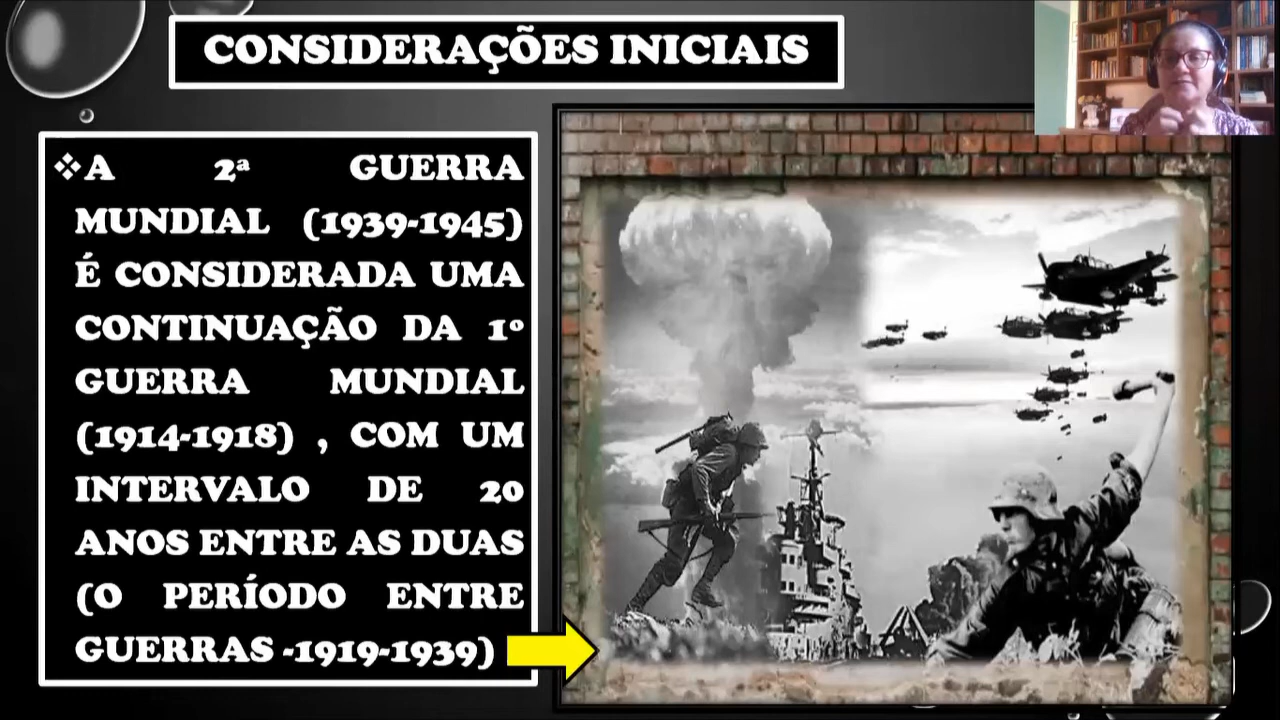 CONSIDERAÇÕES INICIAIS
❖A 2ª GUERRA
MUNDIAL (1939-1945)
É CONSIDERADA UMA
CONTINUAÇÃO DA 1º
GUERRA MUNDIAL
(1914-1918) , COM UM
INTERVALO DE 20
ANOS ENTRE AS DUAS
(O PERÍODO ENTRE
GUERRAS -1919-1939)